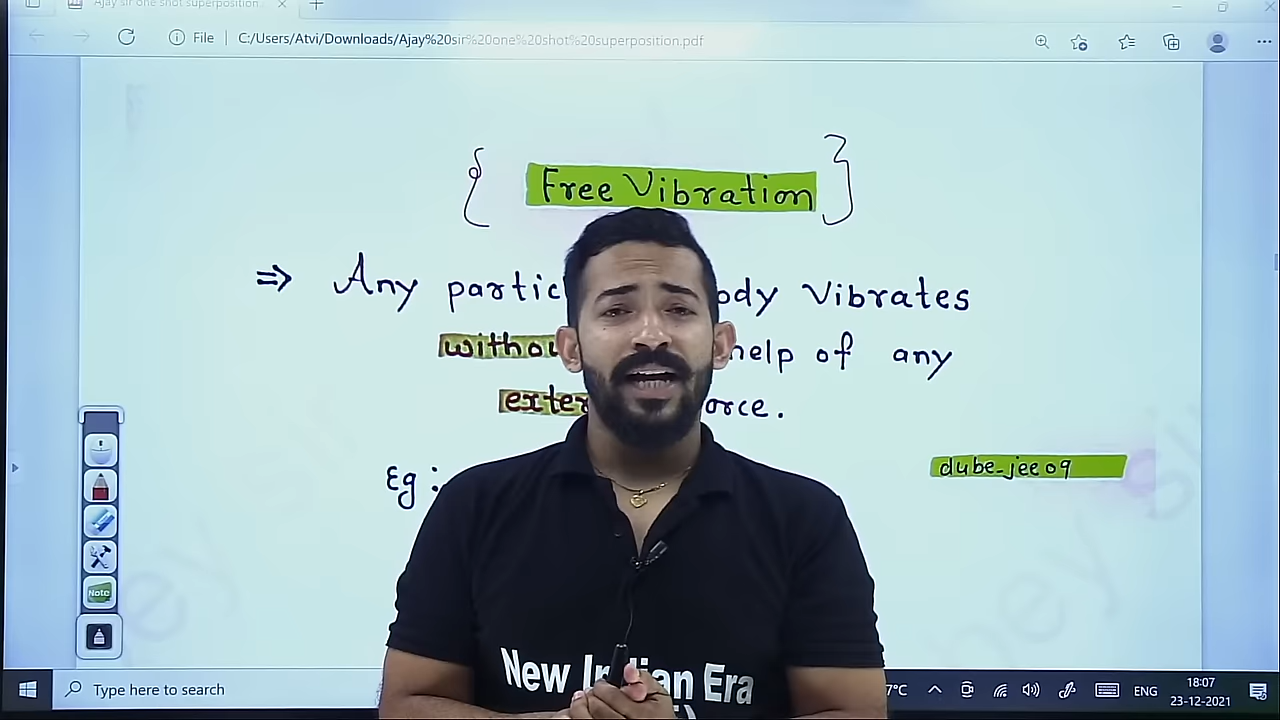 Ajay sir one shot superposition
File
C:/Users/Atvi/Downloads/Ajay%20sir%20one%20shot%20superposition.pdf
{ Free Vibration }
⇒ Any partic ody Vibrates
withou help of any
exter orce.
Eg :
dube_jee09
Note
New In ian Era
Type here to search
7°C
ENG
18:07
23-12-2021